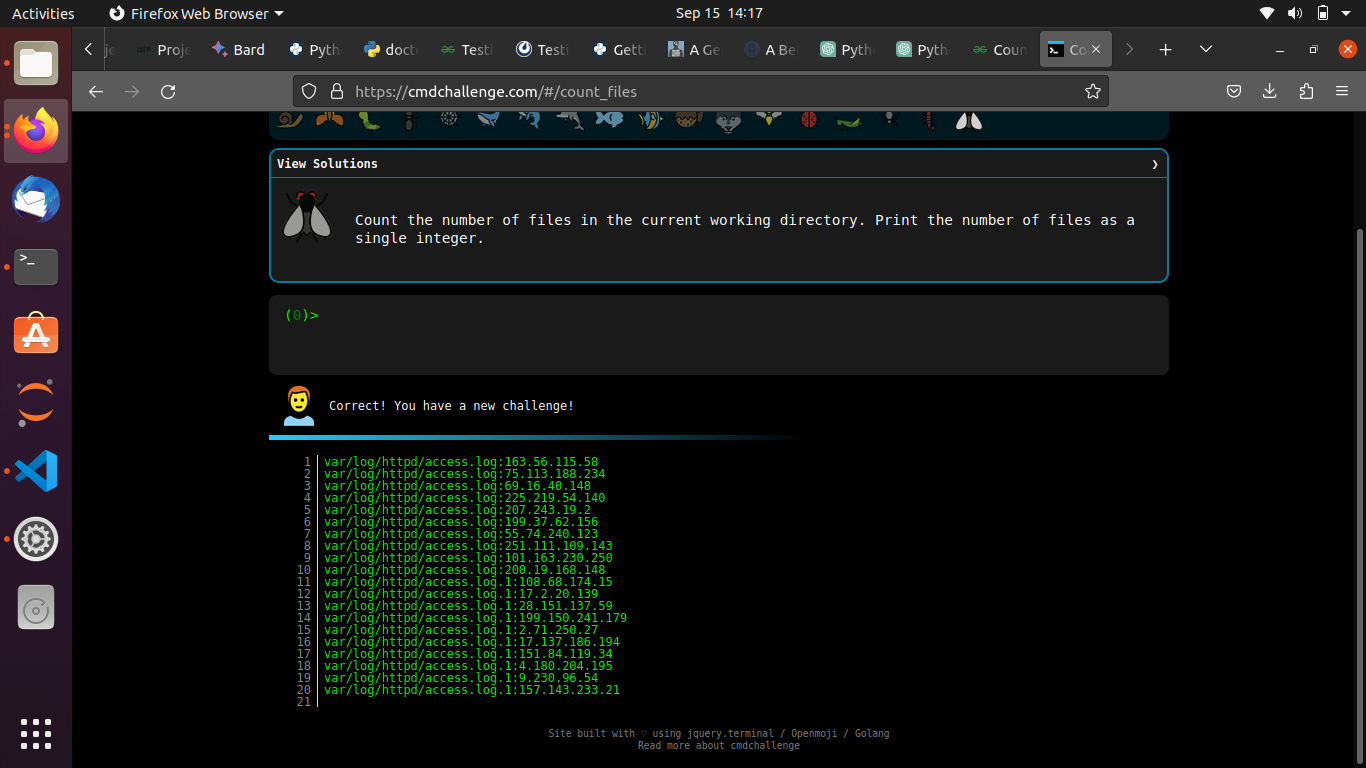 Activities
Firefox Web Browser
Sep 15 14:17
Proje
Bard
Pyth
docto
Testi
Testi
Getti
A Ge
A Be
Pyth
Pyth
Coun
Co
https://cmdchallenge.com/#/count_files
View Solutions
Count the number of files in the current working directory. Print the number of files as a
single integer.
(0)>
Correct! You have a new challenge!
1 var/log/httpd/access.log:163.56.115.58
2 var/log/httpd/access.log:75.113.188.234
3 var/log/httpd/access.log:69.16.40.148
4 var/log/httpd/access.log:225.219.54.140
5 var/log/httpd/access.log:207.243.19.2
6 var/log/httpd/access.log:199.37.62.156
7 var/log/httpd/access.log:55.74.240.123
8 var/log/httpd/access.log:251.111.109.143
9 var/log/httpd/access.log:101.163.230.250
10 var/log/httpd/access.log:200.19.168.148
11 var/log/httpd/access.log.1:108.68.174.15
12 var/log/httpd/access.log.1:17.2.20.139
13 var/log/httpd/access.log.1:28.151.137.59
14 var/log/httpd/access.log.1:199.150.241.179
15 var/log/httpd/access.log.1:2.71.250.27
16 var/log/httpd/access.log.1:17.137.186.194
17 var/log/httpd/access.log.1:151.84.119.34
18 var/log/httpd/access.log.1:4.180.204.195
19 var/log/httpd/access.log.1:9.230.96.54
20 var/log/httpd/access.log.1:157.143.233.21
21
Site built with ♡ using jquery.terminal / Openmoji / Golang
Read more about cmdchallenge